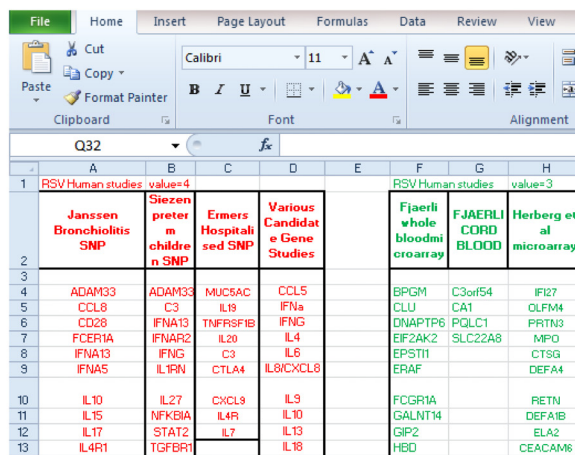 File Home Insert Page Layout Formulas Data Review View
Cut
Copy
Paste
Format Painter
Calibri 11 A A
B I U A
Clipboard Font Alignment
Q32 fx
A B C D E F G H
1 RSV Human studies value=4 RSV Human studies value=3
2 Janssen Bronchiolitis SNP Siezen preter m childre n SNP Ermers Hospitali sed SNP Various Candidat e Gene Studies Fjaerli whole bloodmi croarray FJAERLI CORD BLOOD Herberg et al microarray
3
4 ADAM33 ADAM33 MUC5AC CCL5 BPGM C3orf54 IFI27
5 CCL8 C3 IL19 IFNa CLU CA1 OLFM4
6 CD28 IFNA13 TNFRSF1B IFNG DNAPTP6 PQLC1 PRTN3
7 FCER1A IFNAR2 IL20 IL4 EIF2AK2 SLC22A8 MPO
8 IFNA13 IFNG C3 IL6 EPSTI1 CTSG
9 IFNA5 IL1RN CTLA4 IL8/CXCL8 ERAF DEFA4
10 IL10 IL27 CXCL9 IL9 FCGR1A RETN
11 IL15 NFKBIA IL4R IL10 GALNT14 DEFA1B
12 IL17 STAT2 IL7 IL13 GIP2 ELA2
13 IL4R1 TGFBR1 IL18 HBD CEACAM6